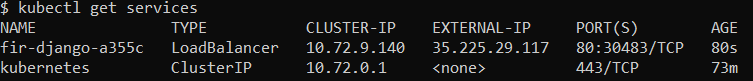 $ kubectl get services
NAME TYPE CLUSTER-IP EXTERNAL-IP PORT(S) AGE
fir-django-a355c LoadBalancer 10.72.9.140 35.225.29.117 80:30483/TCP 80s
kubernetes ClusterIP 10.72.0.1 <none> 443/TCP 73m